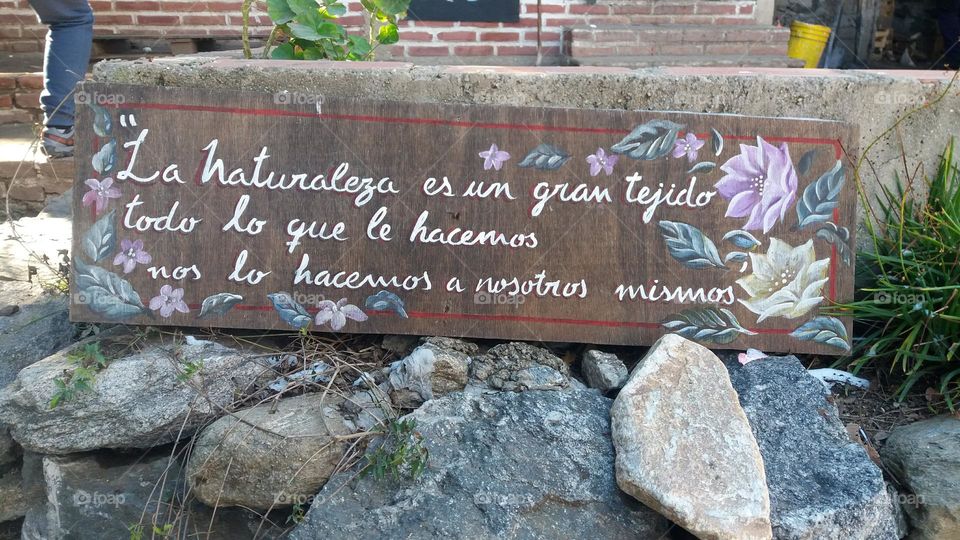 "La Naturaleza es un gran tejido
todo lo que le hacemos
nos lo hacemos a nosotros mismos"